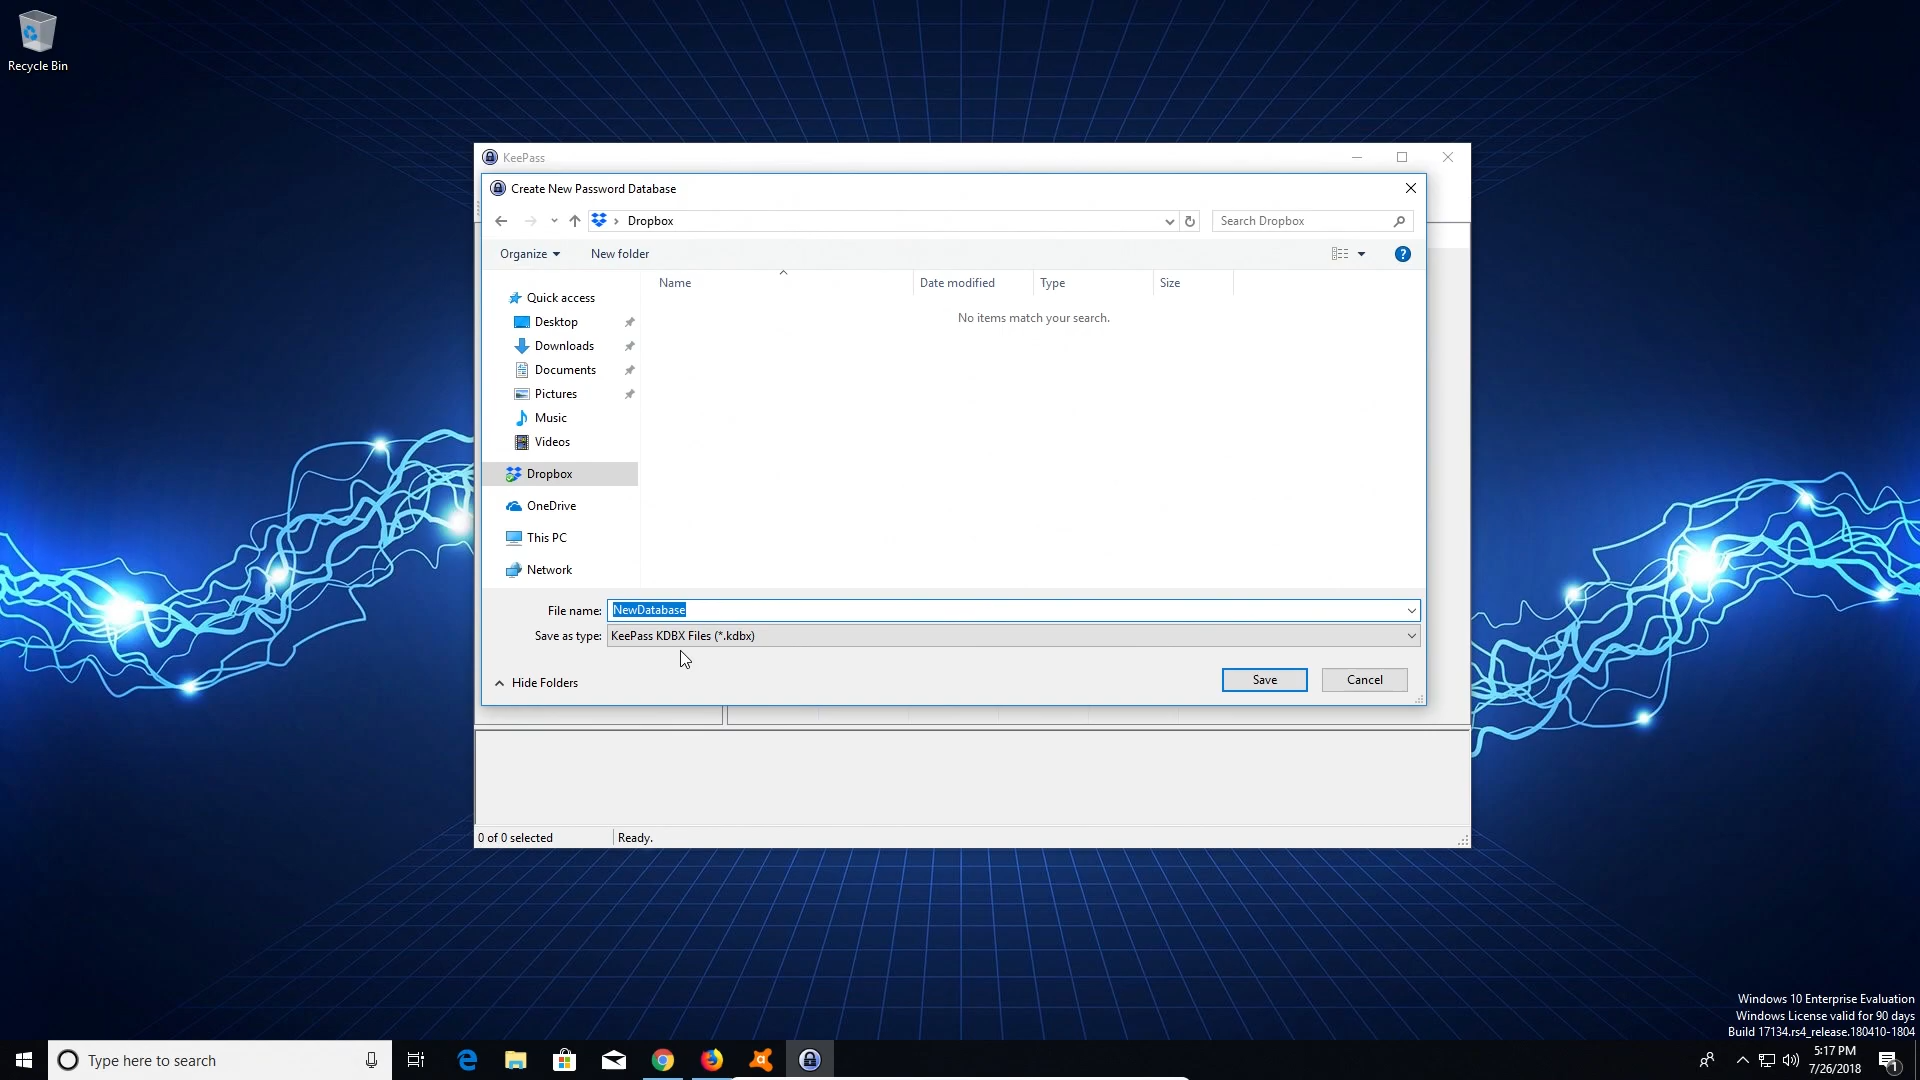 Recycle Bin
KeePass
Create New Password Database
Dropbox
Search Dropbox
Organize
New folder
?
Name
Date modified
Type
Size
No items match your search.
Quick access
Desktop
Downloads
Documents
Pictures
Music
Videos
Dropbox
OneDrive
This PC
Network
File name: NewDatabase
Save as type: KeePass KDBX Files (*.kdbx)
Hide Folders
Save
Cancel
0 of 0 selected
Ready.
Windows 10 Enterprise Evaluation
Windows License valid for 90 days
Build 17134.rs4_release.180410-1804
Type here to search
5:17 PM
7/26/2018
1